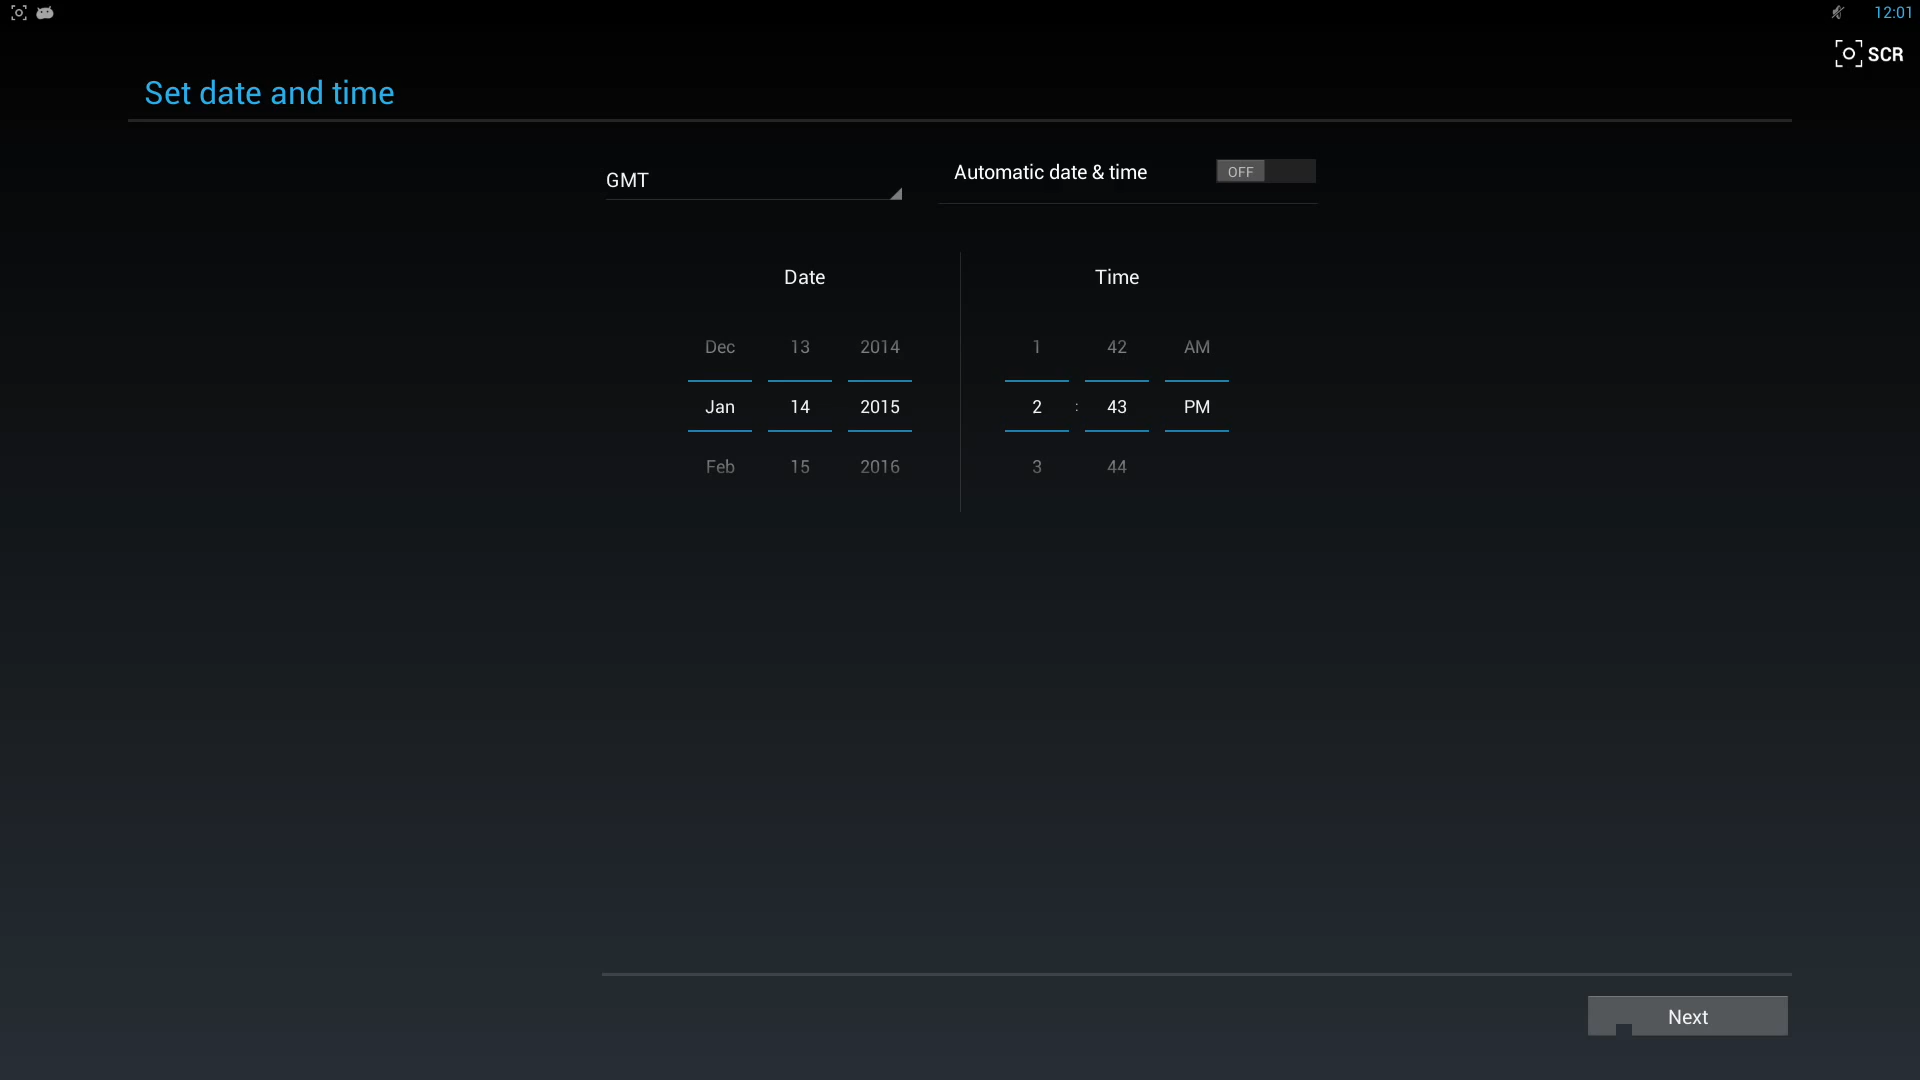 12:01
SCR
Set date and time
GMT
Automatic date & time OFF
Date Time
Dec 13 2014 1 42 AM
Jan 14 2015 2 : 43 PM
Feb 15 2016 3 44
Next